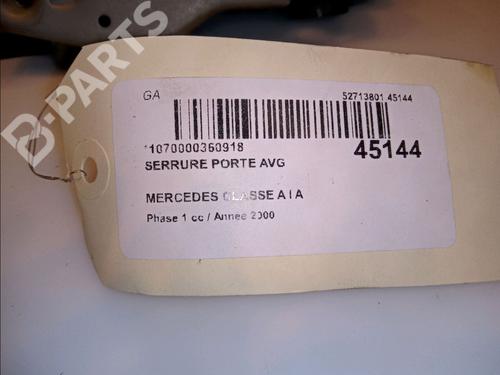 B-PARTS
GA 52713801 45144
1070000360918 45144
SERRURE PORTE AVG
MERCEDES CLASSE A I A
Phase 1 cc / Annee 2000